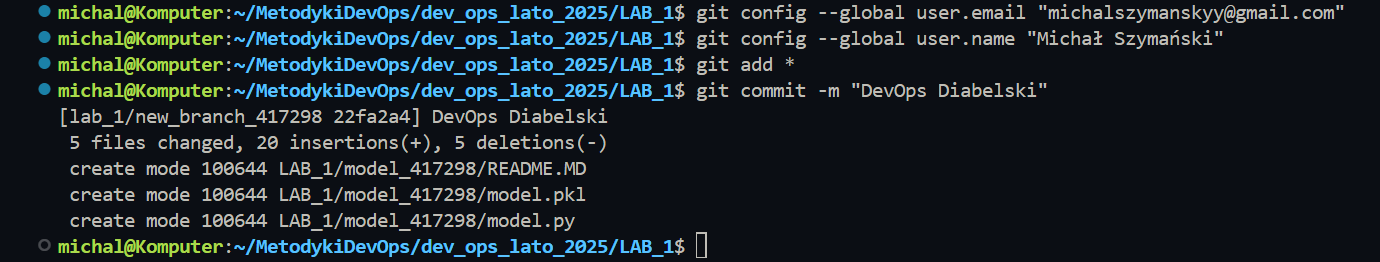 michal@Komputer:~/MetodykiDevOps/dev_ops_lato_2025/LAB_1$ git config --global user.email "michalszymanskyy@gmail.com"
michal@Komputer:~/MetodykiDevOps/dev_ops_lato_2025/LAB_1$ git config --global user.name "Michał Szymański"
michal@Komputer:~/MetodykiDevOps/dev_ops_lato_2025/LAB_1$ git add *
michal@Komputer:~/MetodykiDevOps/dev_ops_lato_2025/LAB_1$ git commit -m "DevOps Diabelski"
[lab_1/new_branch_417298 22fa2a4] DevOps Diabelski
 5 files changed, 20 insertions(+), 5 deletions(-)
 create mode 100644 LAB_1/model_417298/README.MD
 create mode 100644 LAB_1/model_417298/model.pkl
 create mode 100644 LAB_1/model_417298/model.py
michal@Komputer:~/MetodykiDevOps/dev_ops_lato_2025/LAB_1$